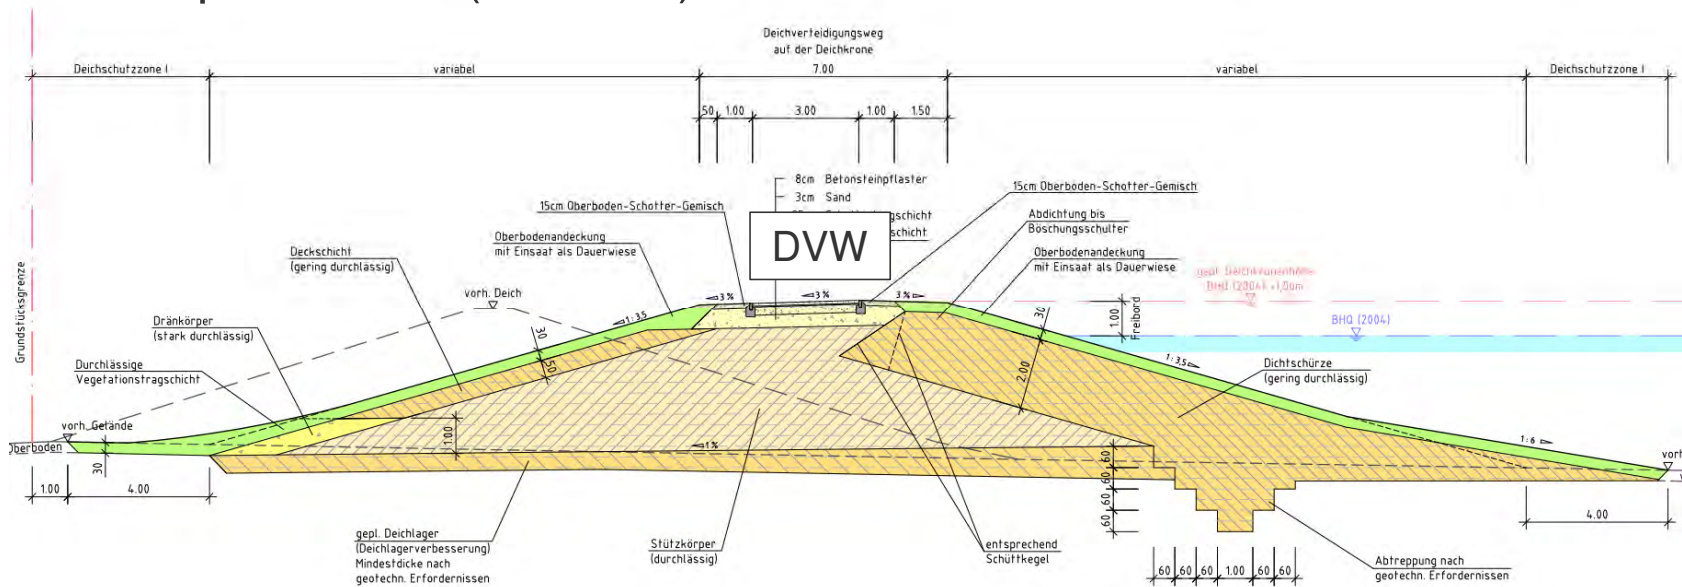 Deichverteidigungsweg
auf der Deichkrone
Deichschutzzone I
variabel
7.00
variabel
Deichschutzzone I
50
1.00
3.00
1.00
1.50
8cm Betonsteinpflaster
3cm Sand
15cm Oberboden-Schotter-Gemisch
15cm Oberboden-Schotter-Gemisch
DVW
Abdichtung bis
Böschungsschulter
Oberbodenandeckung
mit Einsaat als Dauerwiese
Oberbodenandeckung
mit Einsaat als Dauerwiese
Deckschicht
(gering durchlässig)
gepl. Deichkronenhöhe
BHQ (2004) +1,0m
Grundstücksgrenze
vorh. Deich
3%
3%
3%
1:3,5
1.00
Freibord
30
BHQ (2004)
Dränkörper
(stark durchlässig)
30
50
2.00
1:3,5
Dichtschürze
(gering durchlässig)
Durchlässige
Vegetationstragschicht
vorh. Gelände
Oberboden
30
1.00
1%
1:6
vorh
60
60
60
60
1.00
4.00
4.00
gepl. Deichlager
(Deichlagerverbesserung)
Mindestdicke nach
geotechn. Erfordernissen
Stützkörper
(durchlässig)
entsprechend
Schüttkegel
60
60
60
1.00
60
60
Abtreppung nach
geotechn. Erfordernissen